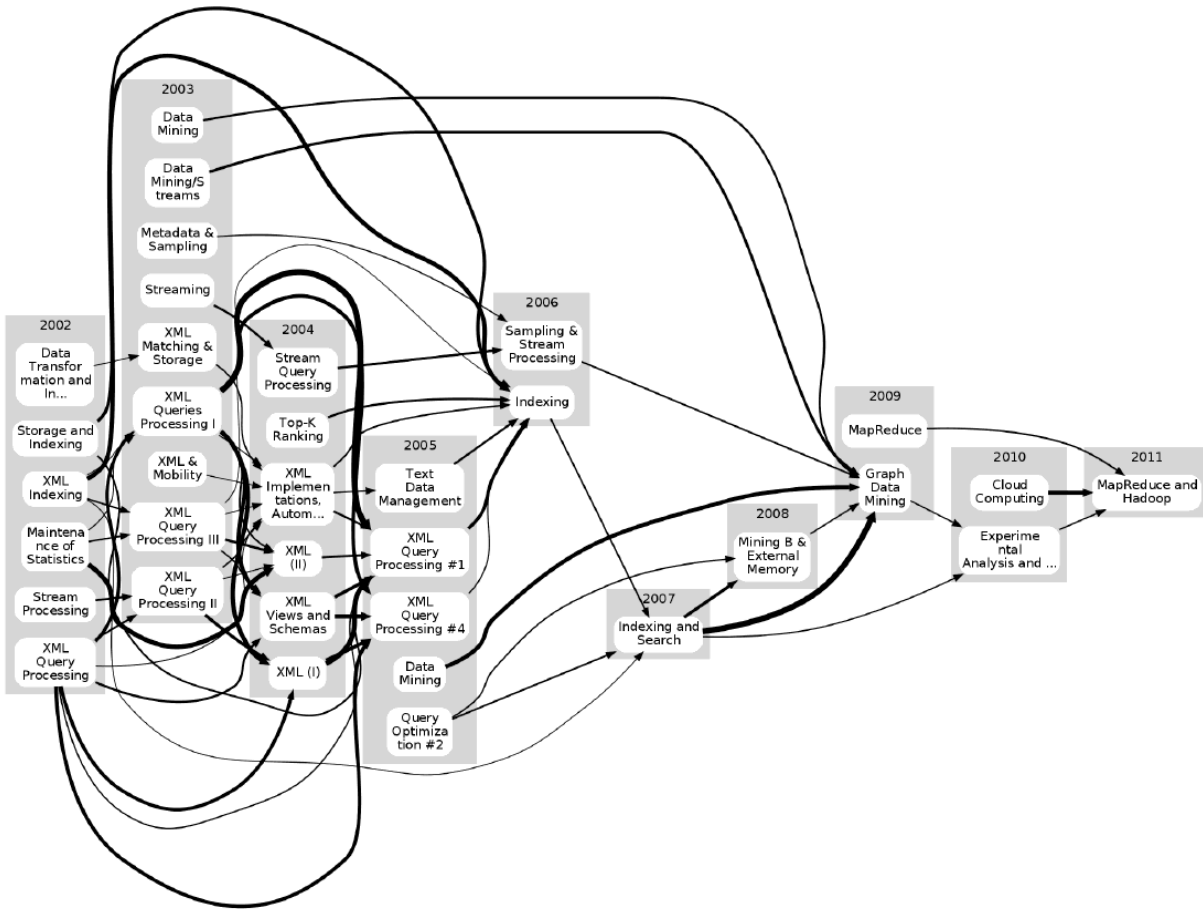 2002
Data
Transfor
mation and
In...
Storage and
Indexing
XML
Indexing
Maintena
nce of
Statistics
Stream
Processing
XML
Query
Processing
2003
Data
Mining
Data
Mining/S
treams
Metadata &
Sampling
Streaming
XML
Matching &
Storage
XML
Queries
Processing I
XML &
Mobility
XML
Query
Processing III
XML
Query
Processing II
2004
Stream
Query
Processing
Top-K
Ranking
XML
Implemen
tations,
Autom...
XML
(II)
XML
Views and
Schemas
XML (I)
2005
Text
Data
Management
XML
Query
Processing #1
XML
Query
Processing #4
Data
Mining
Query
Optimiza
tion #2
2006
Sampling &
Stream
Processing
Indexing
2007
Indexing and
Search
2008
Mining B &
External
Memory
2009
MapReduce
Graph
Data
Mining
2010
Cloud
Computing
Experime
ntal
Analysis and ...
2011
MapReduce and
Hadoop